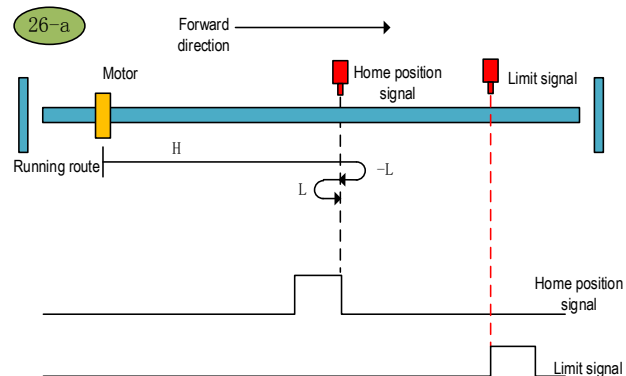 26-a
Forward
direction
Motor
Home position
signal
Limit signal
Running route
H
-L
L
Home position
signal
Limit signal